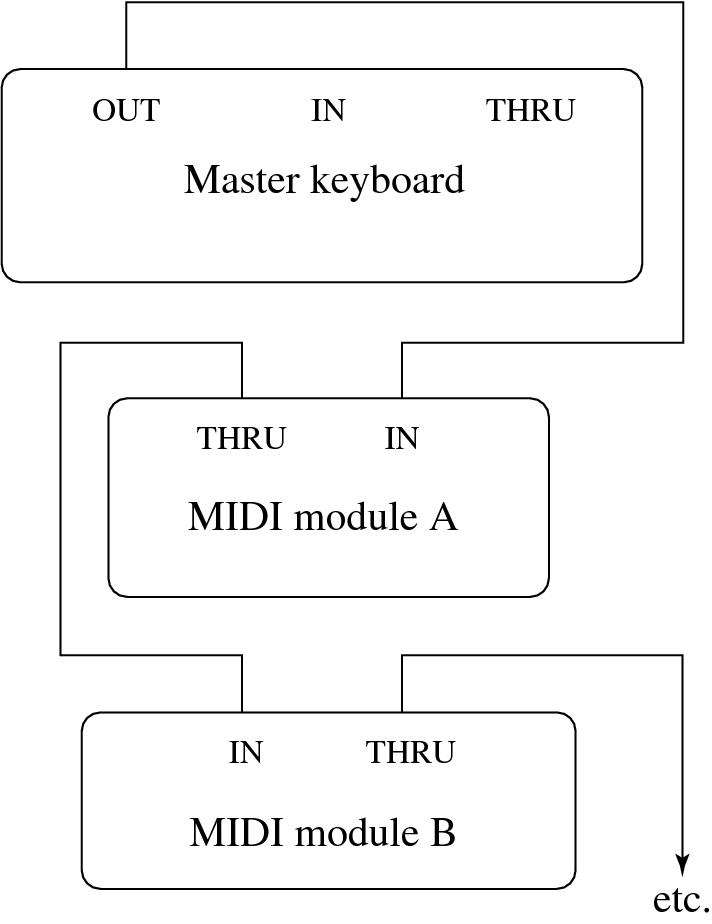 OUT IN THRU
Master keyboard
THRU IN
MIDI module A
IN THRU
MIDI module B
etc.